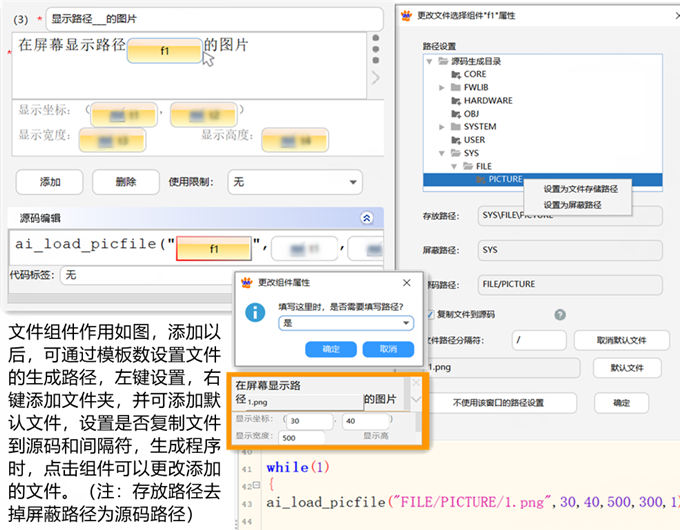 (3) * 显示路径___的图片
* 在屏幕显示路径 f1 的图片
显示坐标：（ ， ）
显示宽度： 显示高度：
添加 删除 使用限制： 无
源码编辑
ai_load_picfile(" f1 ",
代码标签： 无
更改文件选择组件"f1"属性
路径设置
源码生成目录
CORE
FWLIB
HARDWARE
OBJ
SYSTEM
USER
SYS
FILE
PICTURE
设置为文件存储路径
设置为屏蔽路径
存放路径： SYS\FILE\PICTURE
屏蔽路径： SYS
源码路径： FILE/PICTURE
复制文件到源码
文件路径分隔符： / 取消默认文件
1.png 默认文件
不使用该窗口的路径设置 确定
更改组件属性
填写这里时，是否需要填写路径?
是
确定 取消
在屏幕显示路
径 1.png 的图片
显示坐标：（ 30 ， 40
显示宽度： 500 显示高
文件组件作用如图，添加以
后，可通过模板数设置文件
的生成路径，左键设置，右
键添加文件夹，并可添加默
认文件，设置是否复制文件
到源码和间隔符，生成程序
时，点击组件可以更改添加
的文件。（注：存放路径去
掉屏蔽路径为源码路径）
40
41 while(1)
42 {
43 ai_load_picfile("FILE/PICTURE/1.png",30,40,500,300,1)
44